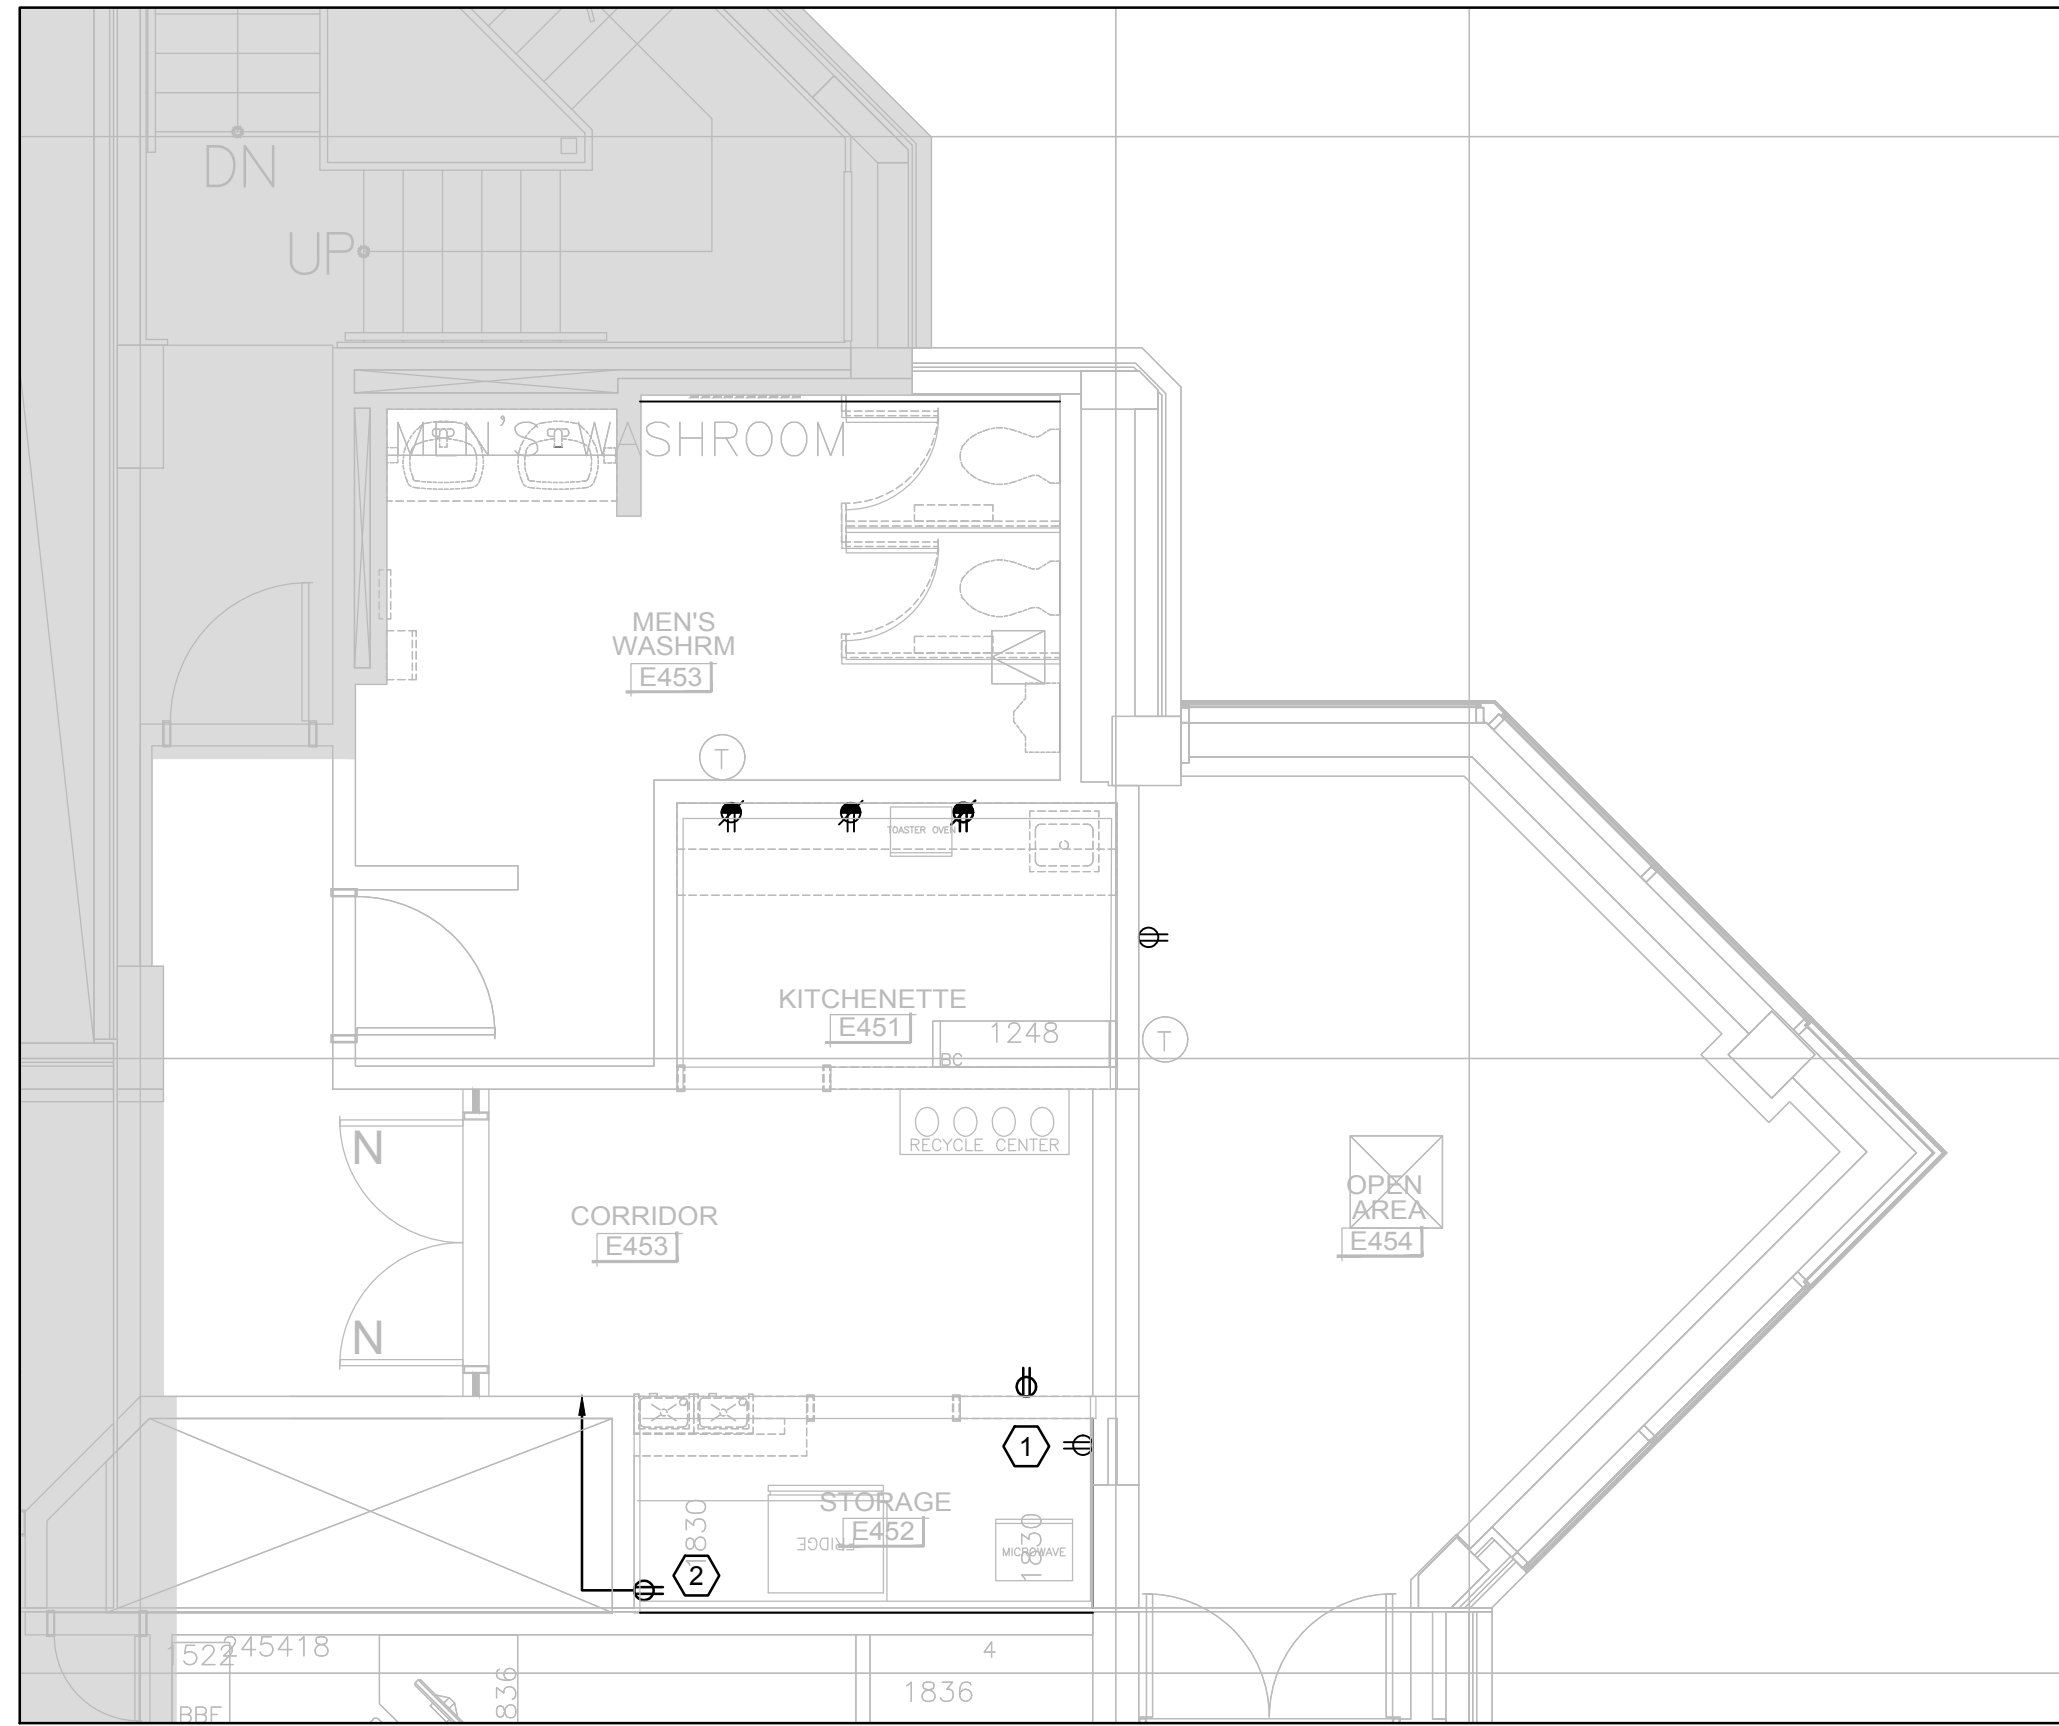 DN
UP
MEN'S WASHROOM
MEN'S
WASHRM
E453
T
TOASTER OVEN
KITCHENETTE
E451
1248
BC
T
N
RECYCLE CENTER
CORRIDOR
E453
OPEN
AREA
E454
N
1
STORAGE
E452
1830
FRIDGE
1830
MICROWAVE
2
1522
245418
4
836
1836
BBF